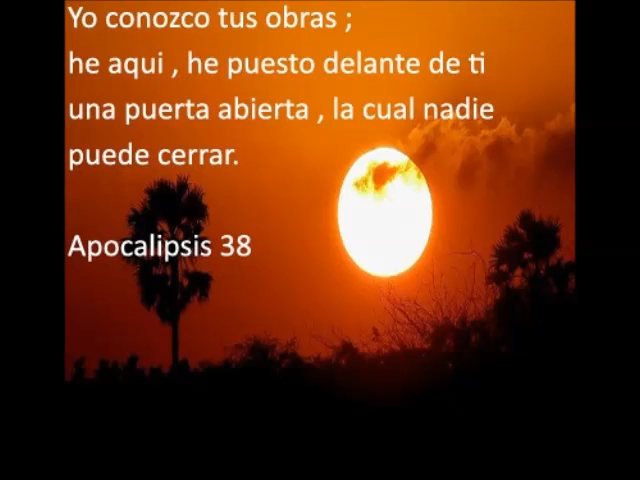 Yo conozco tus obras ;
he aqui , he puesto delante de ti
una puerta abierta , la cual nadie
puede cerrar.
Apocalipsis 38